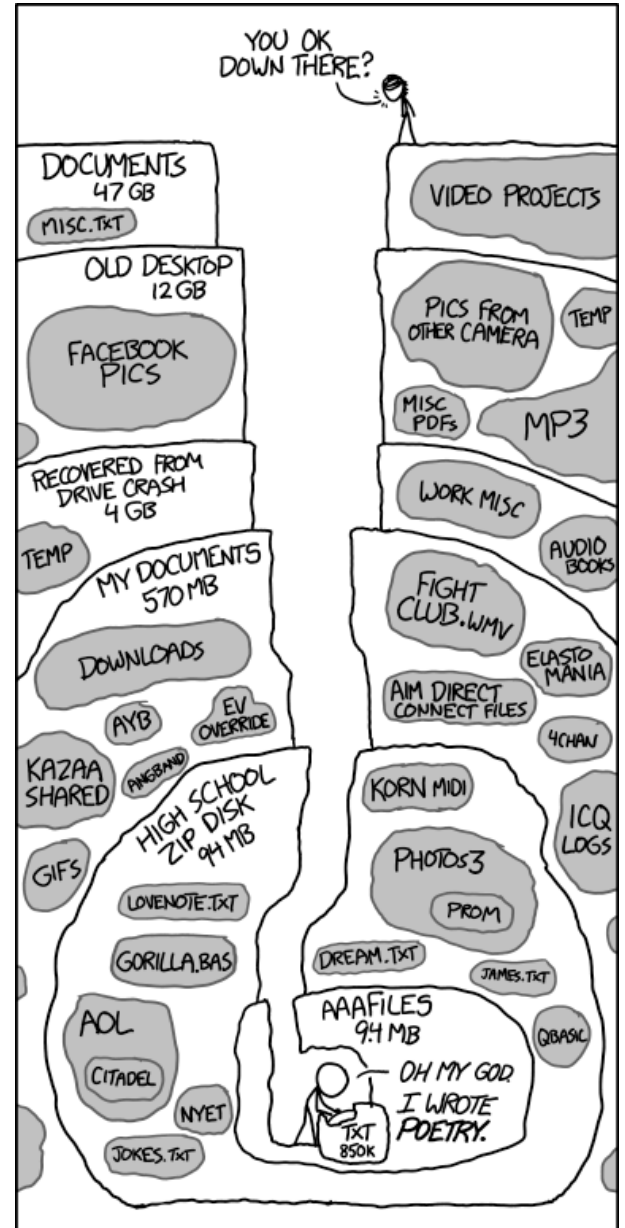 YOU OK
DOWN THERE?
DOCUMENTS
47 GB
MISC.TXT
VIDEO PROJECTS
OLD DESKTOP
12 GB
FACEBOOK
PICS
PICS FROM
OTHER CAMERA
TEMP
MISC
PDFs
MP3
RECOVERED FROM
DRIVE CRASH
4 GB
TEMP
WORK MISC
AUDIO
BOOKS
MY DOCUMENTS
570 MB
DOWNLOADS
AYB
EV
OVERRIDE
KAZAA
SHARED
ANGBAND
GIFS
FIGHT
CLUB.WMV
ELASTO
MANIA
AIM DIRECT
CONNECT FILES
4CHAN
ICQ
LOGS
HIGH SCHOOL
ZIP DISK
94 MB
LOVENOTE.TXT
GORILLA.BAS
AOL
CITADEL
NYET
JOKES.TXT
KORN MIDI
PHOTOS3
PROM
DREAM.TXT
JAMES.TXT
QBASIC
AAAFILES
9.4 MB
OH MY GOD.
I WROTE
POETRY.
TXT
850K